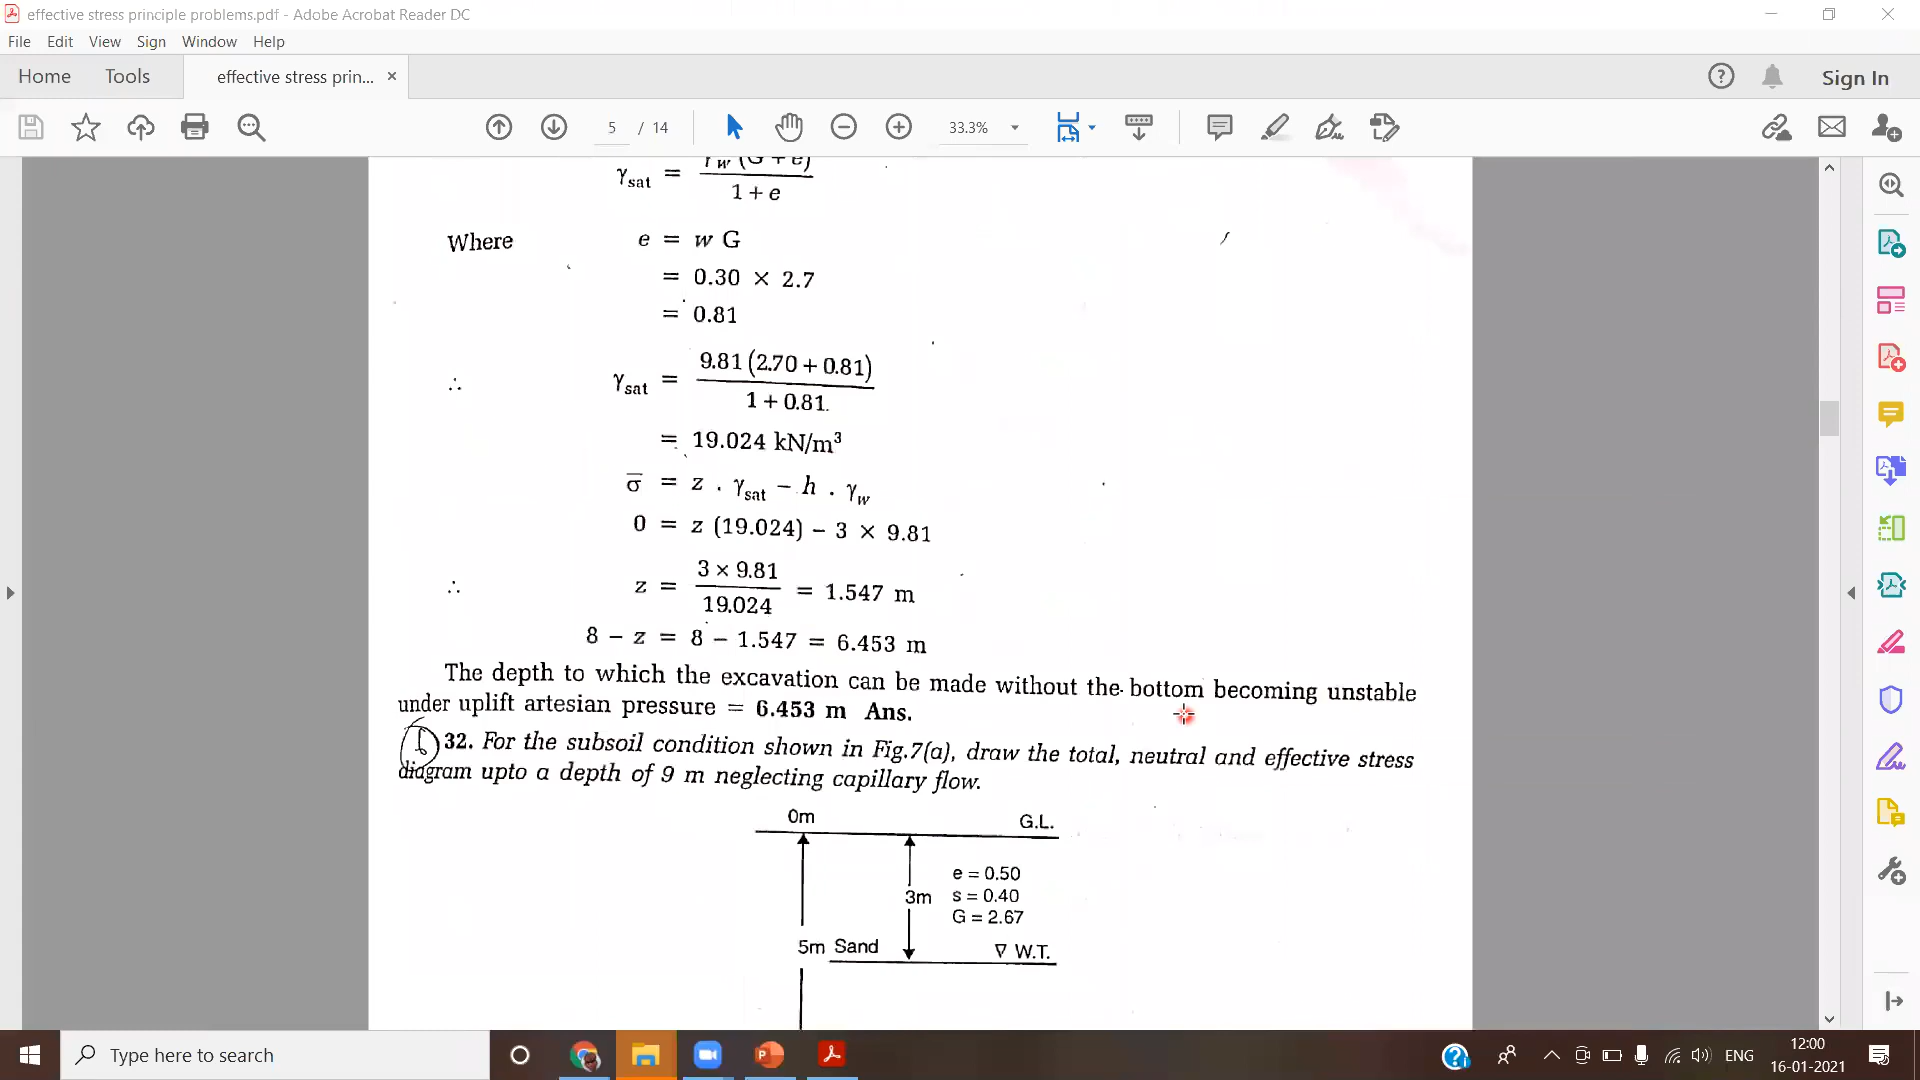 effective stress principle problems.pdf - Adobe Acrobat Reader DC
File Edit View Sign Window Help
Home Tools effective stress prin... × Sign In
5 / 14 33.3%
γsat = γw (G + e) / 1 + e
Where e = w G
= 0.30 × 2.7
= 0.81
∴ γsat = 9.81 (2.70 + 0.81) / 1 + 0.81
= 19.024 kN/m³
σ̅ = z . γsat − h . γw
0 = z (19.024) − 3 × 9.81
∴ z = 3 × 9.81 / 19.024 = 1.547 m
8 − z = 8 − 1.547 = 6.453 m
The depth to which the excavation can be made without the bottom becoming unstable
under uplift artesian pressure = 6.453 m Ans.
32. For the subsoil condition shown in Fig.7(a), draw the total, neutral and effective stress
diagram upto a depth of 9 m neglecting capillary flow.
0m G.L.
e = 0.50
3m s = 0.40
G = 2.67
5m Sand ∇ W.T.
Type here to search
ENG
12:00
16-01-2021